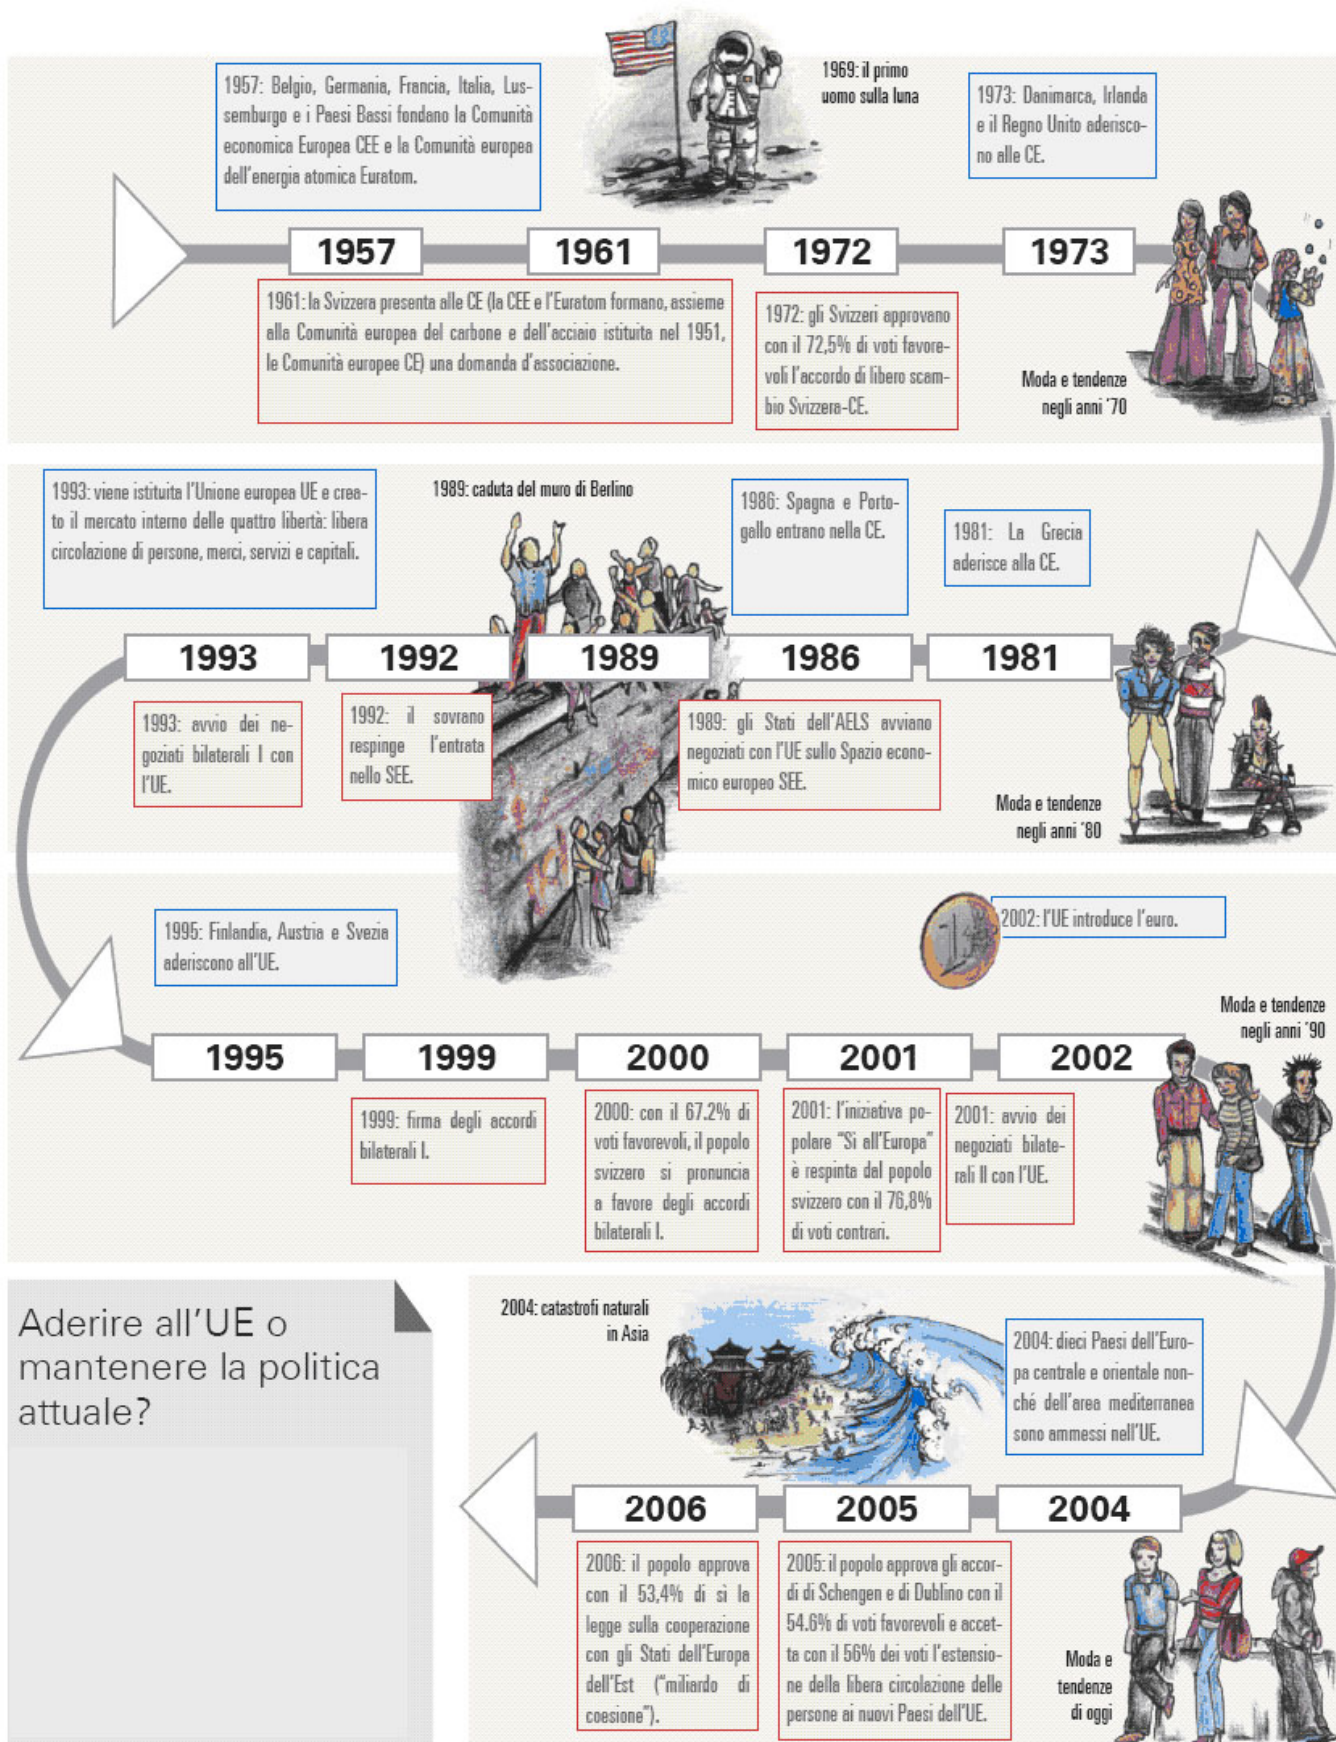 1957: Belgio, Germania, Francia, Italia, Lus-
semburgo e i Paesi Bassi fondano la Comunità
economica Europea CEE e la Comunità europea
dell'energia atomica Euratom.
1969: il primo
uomo sulla luna
1973: Danimarca, Irlanda
e il Regno Unito aderisco-
no alle CE.
1957
1961
1972
1973
1961: la Svizzera presenta alle CE (la CEE e l'Euratom formano, assieme
alla Comunità europea del carbone e dell'acciaio istituita nel 1951,
le Comunità europee CE) una domanda d'associazione.
1972: gli Svizzeri approvano
con il 72,5% di voti favore-
voli l'accordo di libero scam-
bio Svizzera-CE.
Moda e tendenze
negli anni '70
1993: viene istituita l'Unione europea UE e crea-
to il mercato interno delle quattro libertà: libera
circolazione di persone, merci, servizi e capitali.
1989: caduta del muro di Berlino
1986: Spagna e Porto-
gallo entrano nella CE.
1981: La Grecia
aderisce alla CE.
1993
1992
1989
1986
1981
1993: avvio dei ne-
goziati bilaterali I con
l'UE.
1992: il sovrano
respinge l'entrata
nello SEE.
1989: gli Stati dell'AELS avviano
negoziati con l'UE sullo Spazio econo-
mico europeo SEE.
Moda e tendenze
negli anni '80
1995: Finlandia, Austria e Svezia
aderiscono all'UE.
2002: l'UE introduce l'euro.
Moda e tendenze
negli anni '90
1995
1999
2000
2001
2002
1999: firma degli accordi
bilaterali I.
2000: con il 67.2% di
voti favorevoli, il popolo
svizzero si pronuncia
a favore degli accordi
bilaterali I.
2001: l'iniziativa po-
polare "Sì all'Europa"
è respinta dal popolo
svizzero con il 76,8%
di voti contrari.
2001: avvio dei
negoziati bilate-
rali II con l'UE.
Aderire all'UE o
mantenere la politica
attuale?
2004: catastrofi naturali
in Asia
2004: dieci Paesi dell'Euro-
pa centrale e orientale non-
ché dell'area mediterranea
sono ammessi nell'UE.
2006
2005
2004
2006: il popolo approva
con il 53,4% di sì la
legge sulla cooperazione
con gli Stati dell'Europa
dell'Est ("miliardo di
coesione").
2005: il popolo approva gli accor-
di di Schengen e di Dublino con il
54.6% di voti favorevoli e accet-
ta con il 56% dei voti l'estensio-
ne della libera circolazione delle
persone ai nuovi Paesi dell'UE.
Moda e
tendenze
di oggi